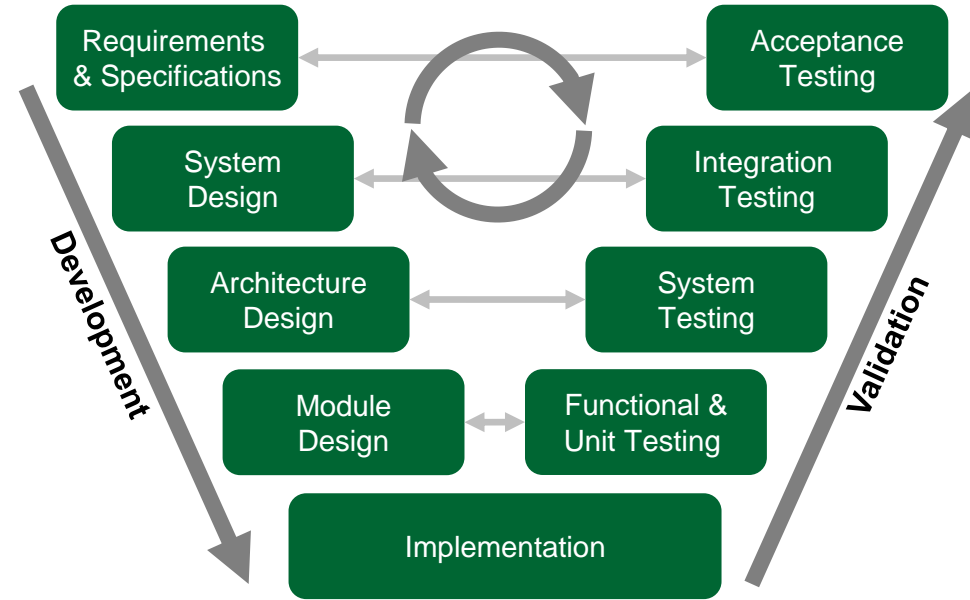 Requirements
& Specifications
Acceptance
Testing
System
Design
Integration
Testing
Development
Architecture
Design
System
Testing
Validation
Module
Design
Functional &
Unit Testing
Implementation